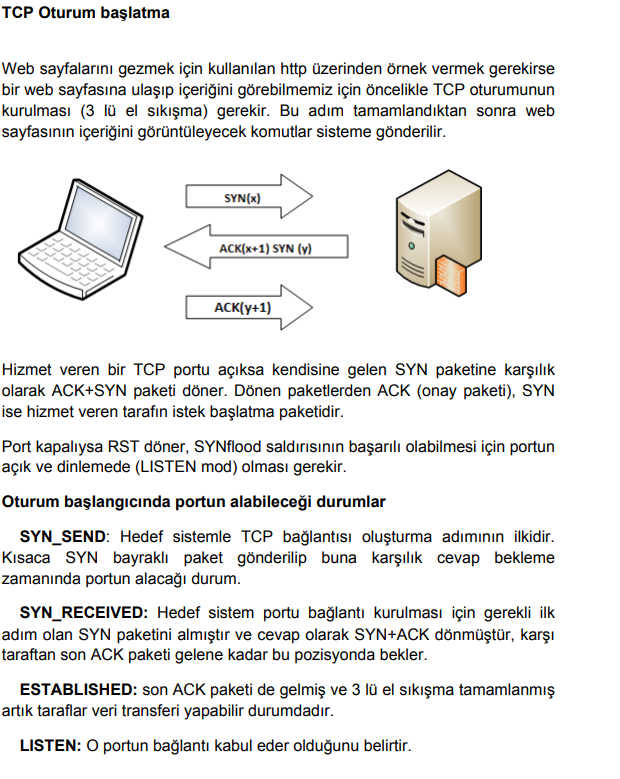 TCP Oturum başlatma
Web sayfalarını gezmek için kullanılan http üzerinden örnek vermek gerekirse
bir web sayfasına ulaşıp içeriğini görebilmemiz için öncelikle TCP oturumunun
kurulması (3 lü el sıkışma) gerekir. Bu adım tamamlandıktan sonra web
sayfasının içeriğini görüntüleyecek komutlar sisteme gönderilir.
SYN(x)
ACK(x+1) SYN (y)
ACK(y+1)
Hizmet veren bir TCP portu açıksa kendisine gelen SYN paketine karşılık
olarak ACK+SYN paketi döner. Dönen paketlerden ACK (onay paketi), SYN
ise hizmet veren tarafın istek başlatma paketidir.
Port kapalıysa RST döner, SYNflood saldırısının başarılı olabilmesi için portun
açık ve dinlemede (LISTEN mod) olması gerekir.
Oturum başlangıcında portun alabileceği durumlar
SYN_SEND: Hedef sistemle TCP bağlantısı oluşturma adımının ilkidir.
Kısaca SYN bayraklı paket gönderilip buna karşılık cevap bekleme
zamanında portun alacağı durum.
SYN_RECEIVED: Hedef sistem portu bağlantı kurulması için gerekli ilk
adım olan SYN paketini almıştır ve cevap olarak SYN+ACK dönmüştür, karşı
taraftan son ACK paketi gelene kadar bu pozisyonda bekler.
ESTABLISHED: son ACK paketi de gelmiş ve 3 lü el sıkışma tamamlanmış
artık taraflar veri transferi yapabilir durumdadır.
LISTEN: O portun bağlantı kabul eder olduğunu belirtir.